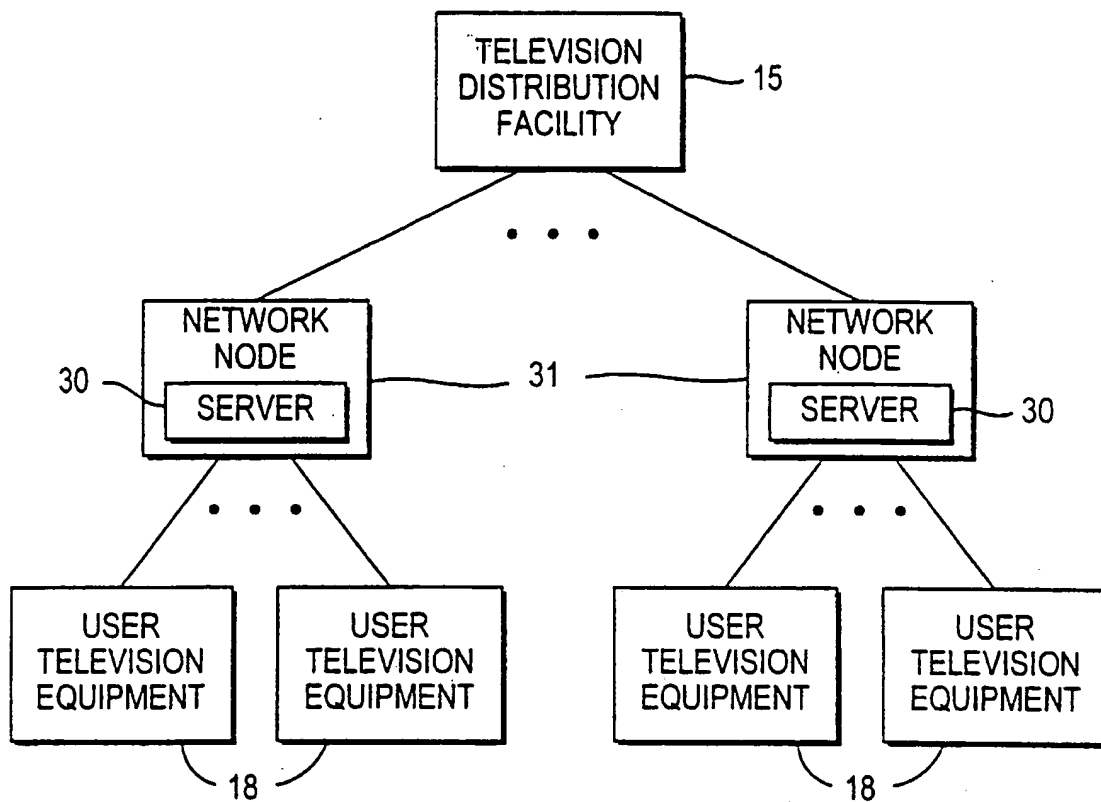 TELEVISION
DISTRIBUTION
FACILITY
15
NETWORK
NODE
30
SERVER
31
NETWORK
NODE
SERVER
30
USER
TELEVISION
EQUIPMENT
USER
TELEVISION
EQUIPMENT
18
USER
TELEVISION
EQUIPMENT
USER
TELEVISION
EQUIPMENT
18